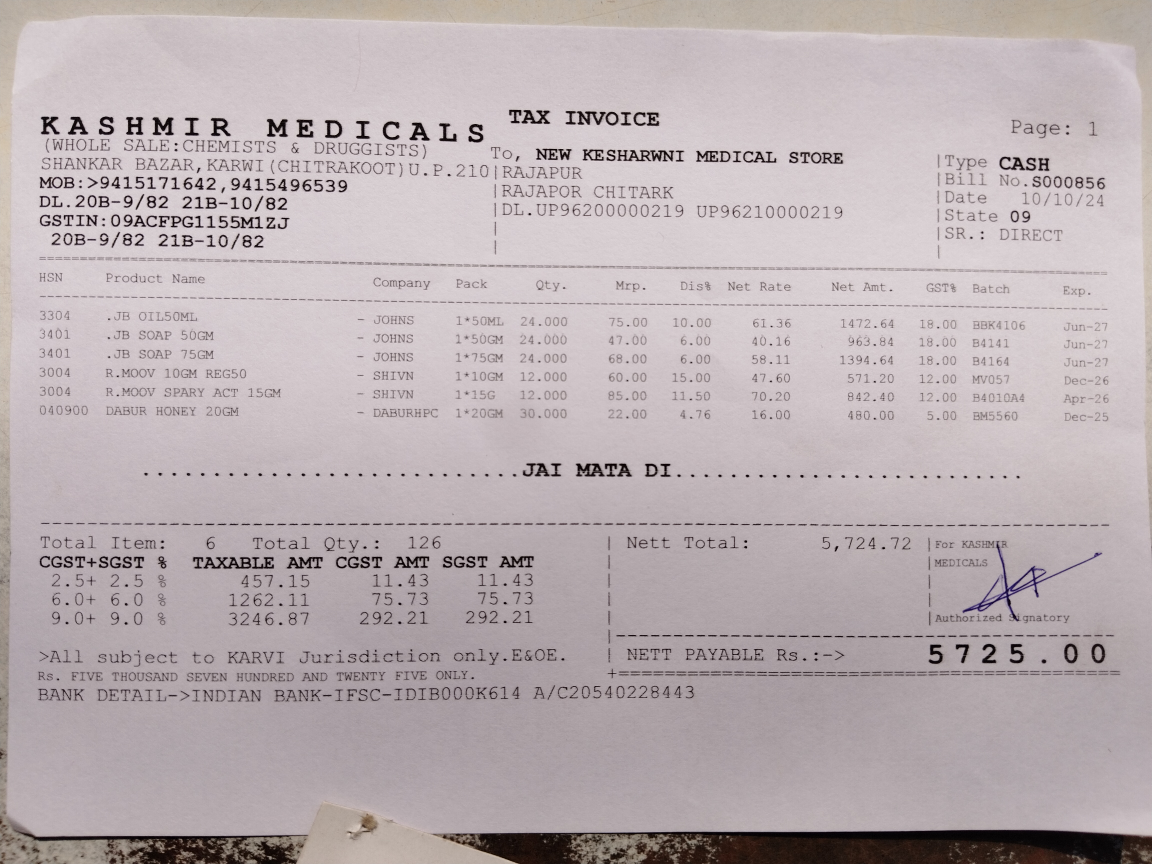 TAX INVOICE
Page: 1
KASHMIR MEDICALS
(WHOLE SALE:CHEMISTS & DRUGGISTS)
SHANKAR BAZAR,KARWI(CHITRAKOOT)U.P.210
MOB:>9415171642,9415496539
DL.20B-9/82 21B-10/82
GSTIN:09ACFPG1155M1ZJ
20B-9/82 21B-10/82
To, NEW KESHARWNI MEDICAL STORE
RAJAPUR
RAJAPOR CHITARK
DL.UP96200000219 UP96210000219
Type CASH
Bill No.S000856
Date 10/10/24
State 09
SR.: DIRECT
HSN Product Name Company Pack Qty. Mrp. Dis% Net Rate Net Amt. GST% Batch Exp.
3304 .JB OIL50ML - JOHNS 1*50ML 24.000 75.00 10.00 61.36 1472.64 18.00 BBK4106 Jun-27
3401 .JB SOAP 50GM - JOHNS 1*50GM 24.000 47.00 6.00 40.16 963.84 18.00 B4141 Jun-27
3401 .JB SOAP 75GM - JOHNS 1*75GM 24.000 68.00 6.00 58.11 1394.64 18.00 B4164 Jun-27
3004 R.MOOV 10GM REG50 - SHIVN 1*10GM 12.000 60.00 15.00 47.60 571.20 12.00 MV057 Dec-26
3004 R.MOOV SPARY ACT 15GM - SHIVN 1*15G 12.000 85.00 11.50 70.20 842.40 12.00 B4010A4 Apr-26
040900 DABUR HONEY 20GM - DABURHPC 1*20GM 30.000 22.00 4.76 16.00 480.00 5.00 BM5560 Dec-25
...........................JAI MATA DI.........................
Total Item: 6 Total Qty.: 126
CGST+SGST % TAXABLE AMT CGST AMT SGST AMT
2.5+ 2.5 % 457.15 11.43 11.43
6.0+ 6.0 % 1262.11 75.73 75.73
9.0+ 9.0 % 3246.87 292.21 292.21
Nett Total: 5,724.72
For KASHMIR
MEDICALS
Authorized Signatory
>All subject to KARVI Jurisdiction only.E&OE.
NETT PAYABLE Rs.:-> 5725.00
Rs. FIVE THOUSAND SEVEN HUNDRED AND TWENTY FIVE ONLY.
BANK DETAIL->INDIAN BANK-IFSC-IDIB000K614 A/C20540228443